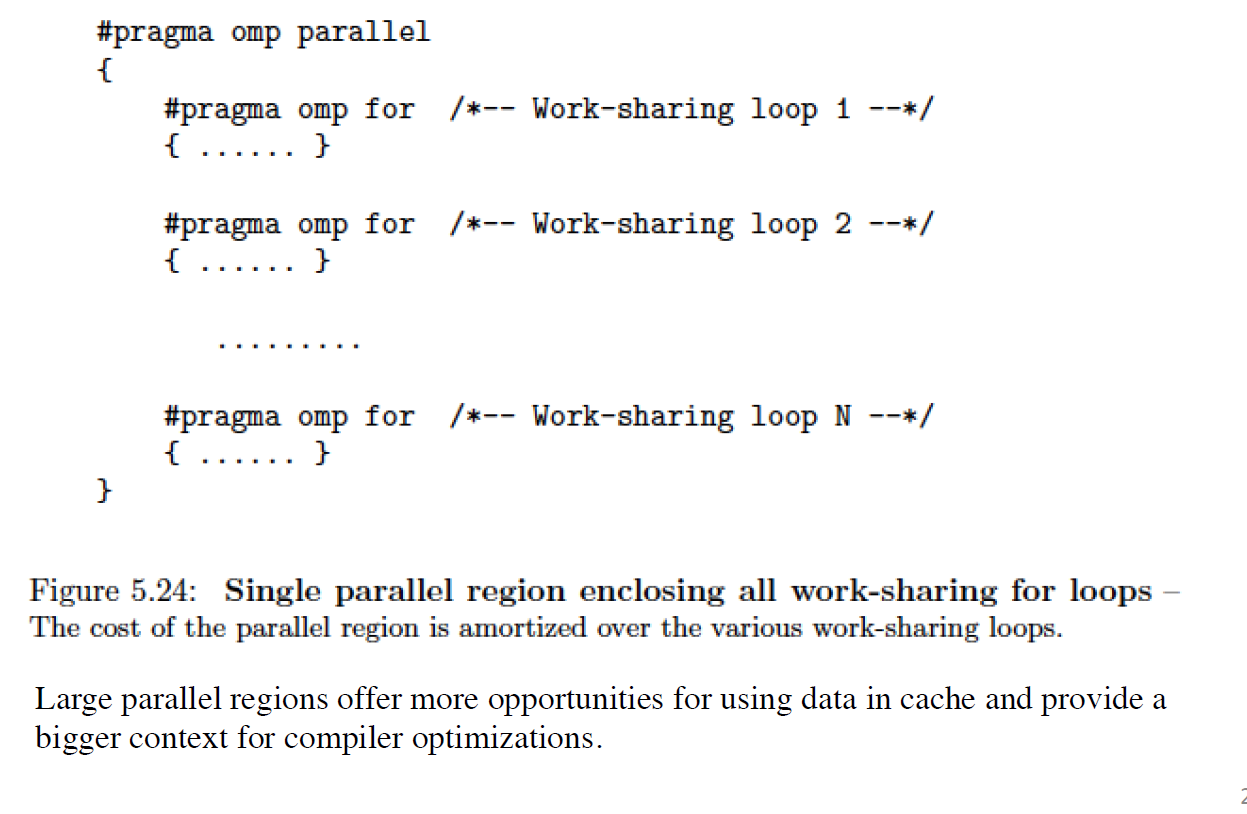 #pragma omp parallel
{
#pragma omp for /*-- Work-sharing loop 1 --*/
{ ...... }
#pragma omp for /*-- Work-sharing loop 2 --*/
{ ...... }
.........
#pragma omp for /*-- Work-sharing loop N --*/
{ ...... }
}
Figure 5.24: Single parallel region enclosing all work-sharing for loops –
The cost of the parallel region is amortized over the various work-sharing loops.
Large parallel regions offer more opportunities for using data in cache and provide a
bigger context for compiler optimizations.